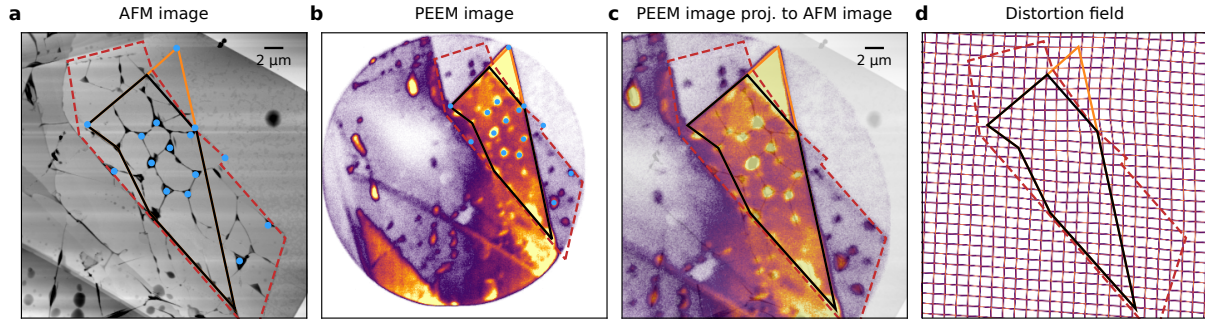 a AFM image
2 μm
b PEEM image
c PEEM image proj. to AFM image
2 μm
d Distortion field